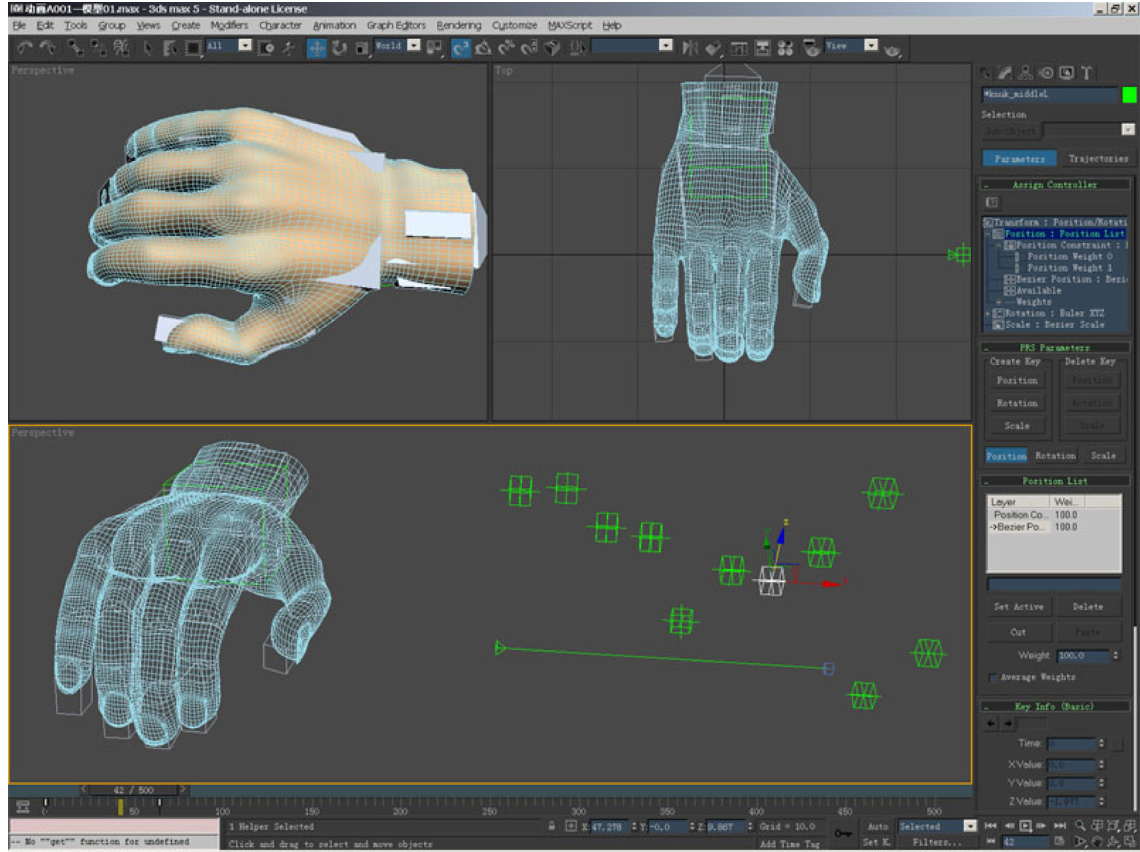 动画A001—模型01.max - 3ds max 5 - Stand-alone License
File Edit Tools Group Views Create Modifiers Character Animation Graph Editors Rendering Customize MAXScript Help
All World View
Perspective
Top
*knuk_middleL
Selection
Sub-Object
Parameters Trajectories
- Assign Controller
Transform : Position/Rotati
Position : Position List
Position Constraint :
Position Weight 0
Position Weight 1
Bezier Position : Bezi
Available
Weights
Rotation : Euler XYZ
Scale : Bezier Scale
- PRS Parameters
Create Key Delete Key
Position Position
Rotation Rotation
Scale Scale
Position Rotation Scale
- Position List
Layer Wei...
Position Co... 100.0
->Bezier Po... 100.0
Set Active Delete
Cut Paste
Weight: 100.0
Average Weights
- Key Info (Basic)
Time:
X Value: 0.0
Y Value: 0.0
Z Value:
Perspective
z
< 42 / 500 >
0 50 100 150 200 250 300 350 400 450 500
1 Helper Selected
X: 47.278 Y: -0.0 Z: 9.867 Grid = 10.0
Auto Selected
-- No ""get"" function for undefined
Click and drag to select and move objects
Add Time Tag
Set K. Filters...
42